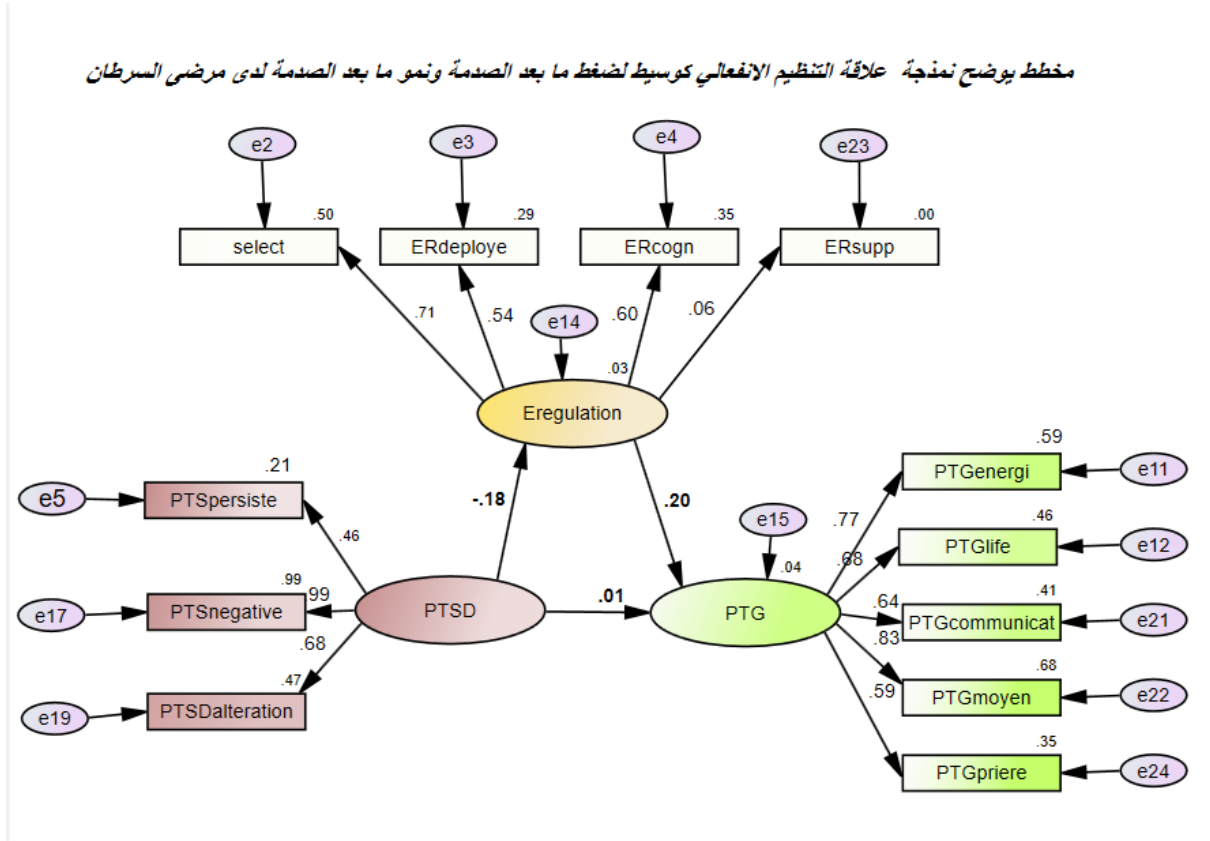 مخطط يوضح نمذجة علاقة التنظيم الانفعالي كوسيط لضغط ما بعد الصدمة ونمو ما بعد الصدمة لدى مرضى السرطان
e2
e3
e4
e23
.50
.29
.35
.00
select
ERdeploye
ERcogn
ERsupp
.71
.54
e14
.60
.06
.03
Eregulation
.21
e5
PTSpersiste
.46
-.18
.20
.59
PTGenergi
e11
e15
.77
.46
PTGlife
e12
.68
.04
.99
.99
e17
PTSnegative
PTSD
.01
PTG
.41
.64
PTGcommunicat
e21
.83
.68
.47
.68
PTGmoyen
e22
.59
e19
PTSDalteration
.35
PTGpriere
e24